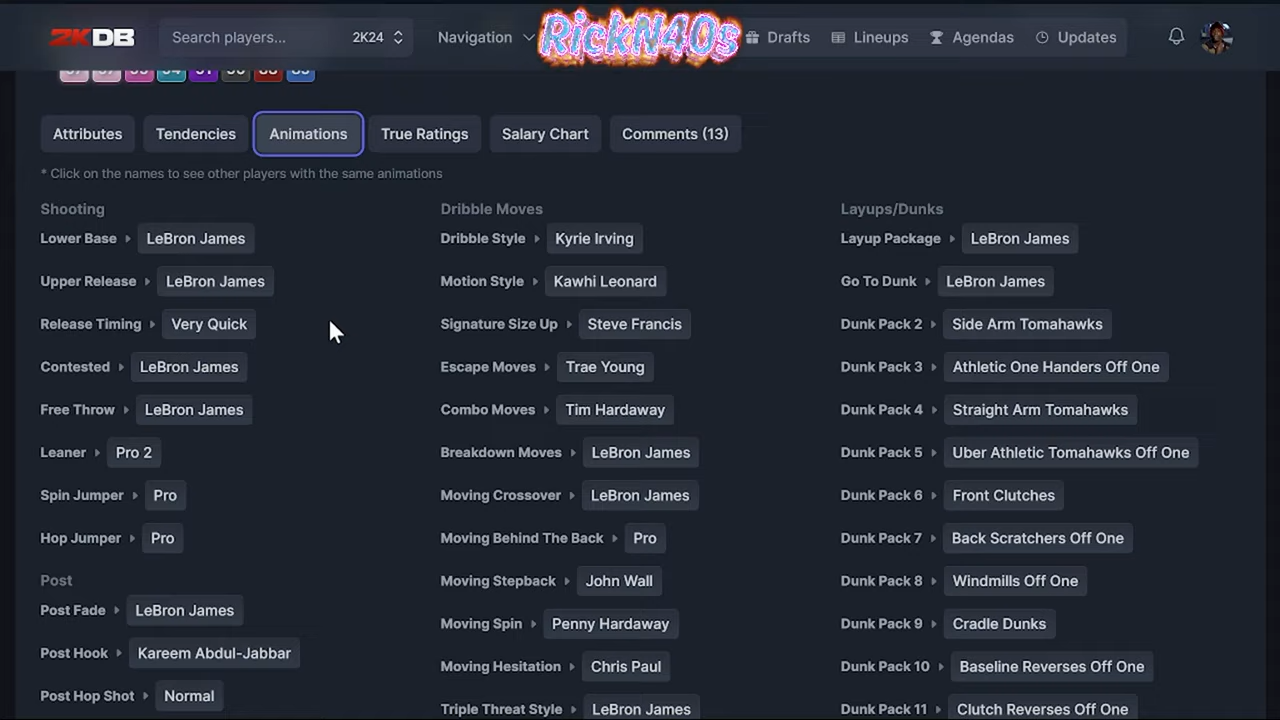 2KDB
Search players...
2K24
Navigation
RickN40s
Drafts
Lineups
Agendas
Updates
Attributes
Tendencies
Animations
True Ratings
Salary Chart
Comments (13)
* Click on the names to see other players with the same animations
Shooting
Lower Base LeBron James
Upper Release LeBron James
Release Timing Very Quick
Contested LeBron James
Free Throw LeBron James
Leaner Pro 2
Spin Jumper Pro
Hop Jumper Pro
Post
Post Fade LeBron James
Post Hook Kareem Abdul-Jabbar
Post Hop Shot Normal
Dribble Moves
Dribble Style Kyrie Irving
Motion Style Kawhi Leonard
Signature Size Up Steve Francis
Escape Moves Trae Young
Combo Moves Tim Hardaway
Breakdown Moves LeBron James
Moving Crossover LeBron James
Moving Behind The Back Pro
Moving Stepback John Wall
Moving Spin Penny Hardaway
Moving Hesitation Chris Paul
Triple Threat Style LeBron James
Layups/Dunks
Layup Package LeBron James
Go To Dunk LeBron James
Dunk Pack 2 Side Arm Tomahawks
Dunk Pack 3 Athletic One Handers Off One
Dunk Pack 4 Straight Arm Tomahawks
Dunk Pack 5 Uber Athletic Tomahawks Off One
Dunk Pack 6 Front Clutches
Dunk Pack 7 Back Scratchers Off One
Dunk Pack 8 Windmills Off One
Dunk Pack 9 Cradle Dunks
Dunk Pack 10 Baseline Reverses Off One
Dunk Pack 11 Clutch Reverses Off One